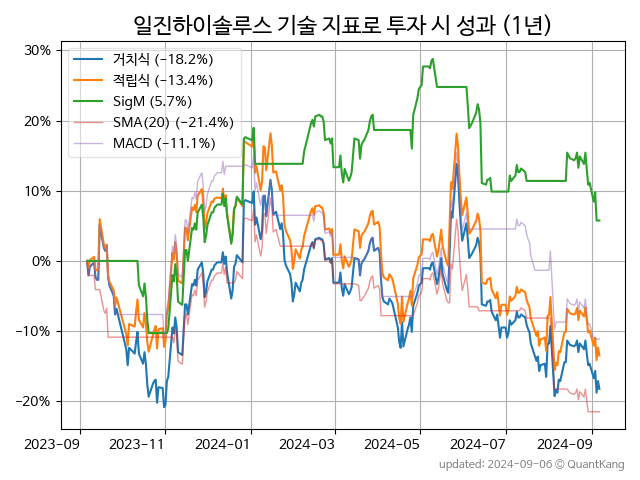 일진하이솔루스 기술 지표로 투자 시 성과 (1년)
30%
20%
10%
0%
−10%
−20%
거치식 (−18.2%)
적립식 (−13.4%)
SigM (5.7%)
SMA(20) (−21.4%)
MACD (−11.1%)
2023-09 2023-11 2024-01 2024-03 2024-05 2024-07 2024-09
updated: 2024-09-06 © QuantKang